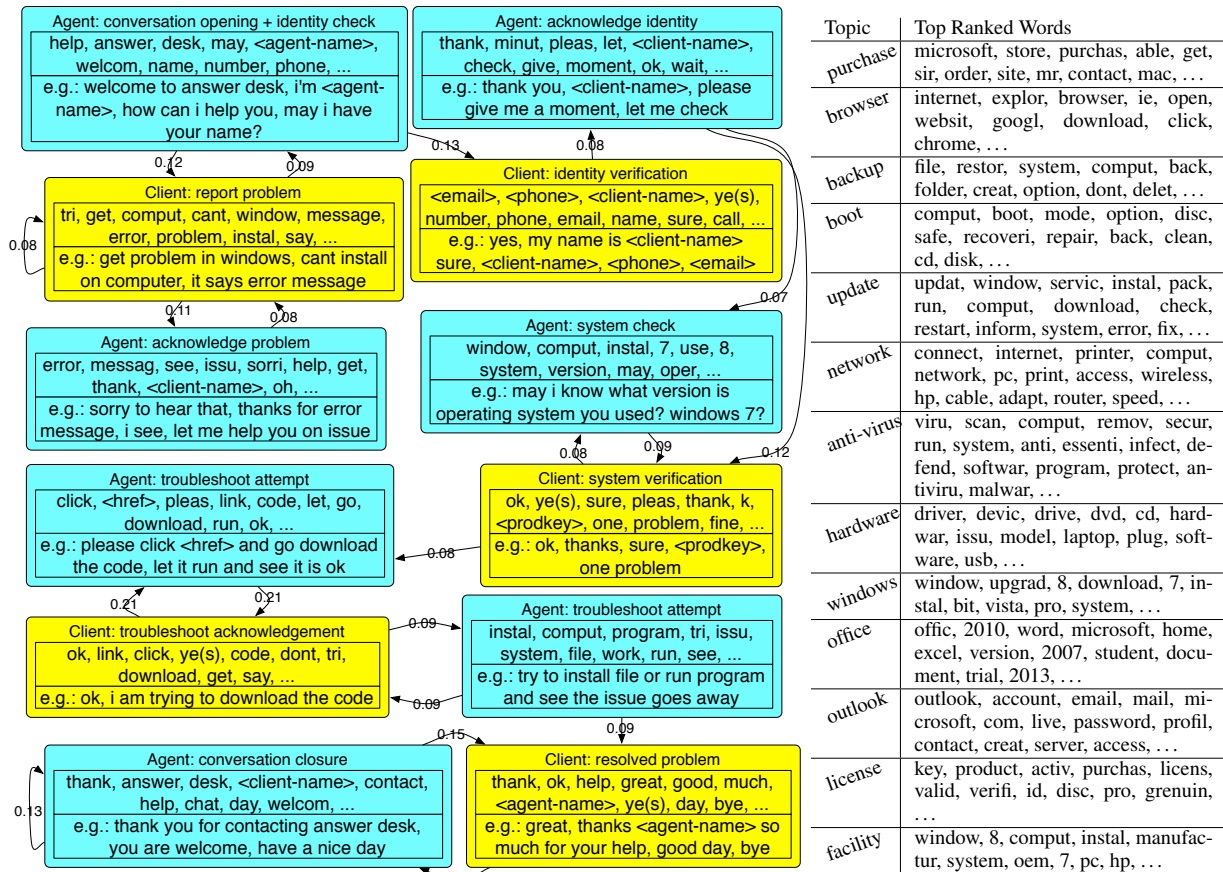 Agent: conversation opening + identity check
help, answer, desk, may, <agent-name>,
welcom, name, number, phone, ...
e.g.: welcome to answer desk, i'm <agent-
name>, how can i help you, may i have
your name?
Agent: acknowledge identity
thank, minut, pleas, let, <client-name>,
check, give, moment, ok, wait, ...
e.g.: thank you, <client-name>, please
give me a moment, let me check
0.12
0.09
0.13
0.08
Client: report problem
tri, get, comput, cant, window, message,
error, problem, instal, say, ...
e.g.: get problem in windows, cant install
on computer, it says error message
0.08
Client: identity verification
<email>, <phone>, <client-name>, ye(s),
number, phone, email, name, sure, call, ...
e.g.: yes, my name is <client-name>
sure, <client-name>, <phone>, <email>
0.11
0.08
0.07
Agent: acknowledge problem
error, messag, see, issu, sorri, help, get,
thank, <client-name>, oh, ...
e.g.: sorry to hear that, thanks for error
message, i see, let me help you on issue
Agent: system check
window, comput, instal, 7, use, 8,
system, version, may, oper, ...
e.g.: may i know what version is
operating system you used? windows 7?
0.08
0.09
0.12
Agent: troubleshoot attempt
click, <href>, pleas, link, code, let, go,
download, run, ok, ...
e.g.: please click <href> and go download
the code, let it run and see it is ok
Client: system verification
ok, ye(s), sure, pleas, thank, k,
<prodkey>, one, problem, fine, ...
e.g.: ok, thanks, sure, <prodkey>,
one problem
0.08
0.21
0.21
Client: troubleshoot acknowledgement
ok, link, click, ye(s), code, dont, tri,
download, get, say, ...
e.g.: ok, i am trying to download the code
0.09
0.09
Agent: troubleshoot attempt
instal, comput, program, tri, issu,
system, file, work, run, see, ...
e.g.: try to install file or run program
and see the issue goes away
0.09
0.15
Agent: conversation closure
thank, answer, desk, <client-name>, contact,
help, chat, day, welcom, ...
e.g.: thank you for contacting answer desk,
you are welcome, have a nice day
0.13
Client: resolved problem
thank, ok, help, great, good, much,
<agent-name>, ye(s), day, bye, ...
e.g.: great, thanks <agent-name> so
much for your help, good day, bye
Topic Top Ranked Words
purchase
microsoft, store, purchas, able, get,
sir, order, site, mr, contact, mac, ...
browser
internet, explor, browser, ie, open,
websit, googl, download, click,
chrome, ...
backup
file, restor, system, comput, back,
folder, creat, option, dont, delet, ...
boot
comput, boot, mode, option, disc,
safe, recoveri, repair, back, clean,
cd, disk, ...
update
updat, window, servic, instal, pack,
run, comput, download, check,
restart, inform, system, error, fix, ...
network
connect, internet, printer, comput,
network, pc, print, access, wireless,
hp, cable, adapt, router, speed, ...
anti-virus
viru, scan, comput, remov, secur,
run, system, anti, essenti, infect, de-
fend, softwar, program, protect, an-
tiviru, malwar, ...
hardware
driver, devic, drive, dvd, cd, hard-
war, issu, model, laptop, plug, soft-
ware, usb, ...
windows
window, upgrad, 8, download, 7, in-
stal, bit, vista, pro, system, ...
office
offic, 2010, word, microsoft, home,
excel, version, 2007, student, docu-
ment, trial, 2013, ...
outlook
outlook, account, email, mail, mi-
crosoft, com, live, password, profil,
contact, creat, server, access, ...
license
key, product, activ, purchas, licens,
valid, verifi, id, disc, pro, grenuin,
...
facility
window, 8, comput, instal, manufac-
tur, system, oem, 7, pc, hp, ...